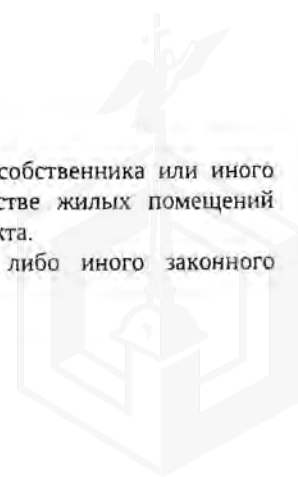 собственника или иного
стве жилых помещений
кта.
либо иного законного